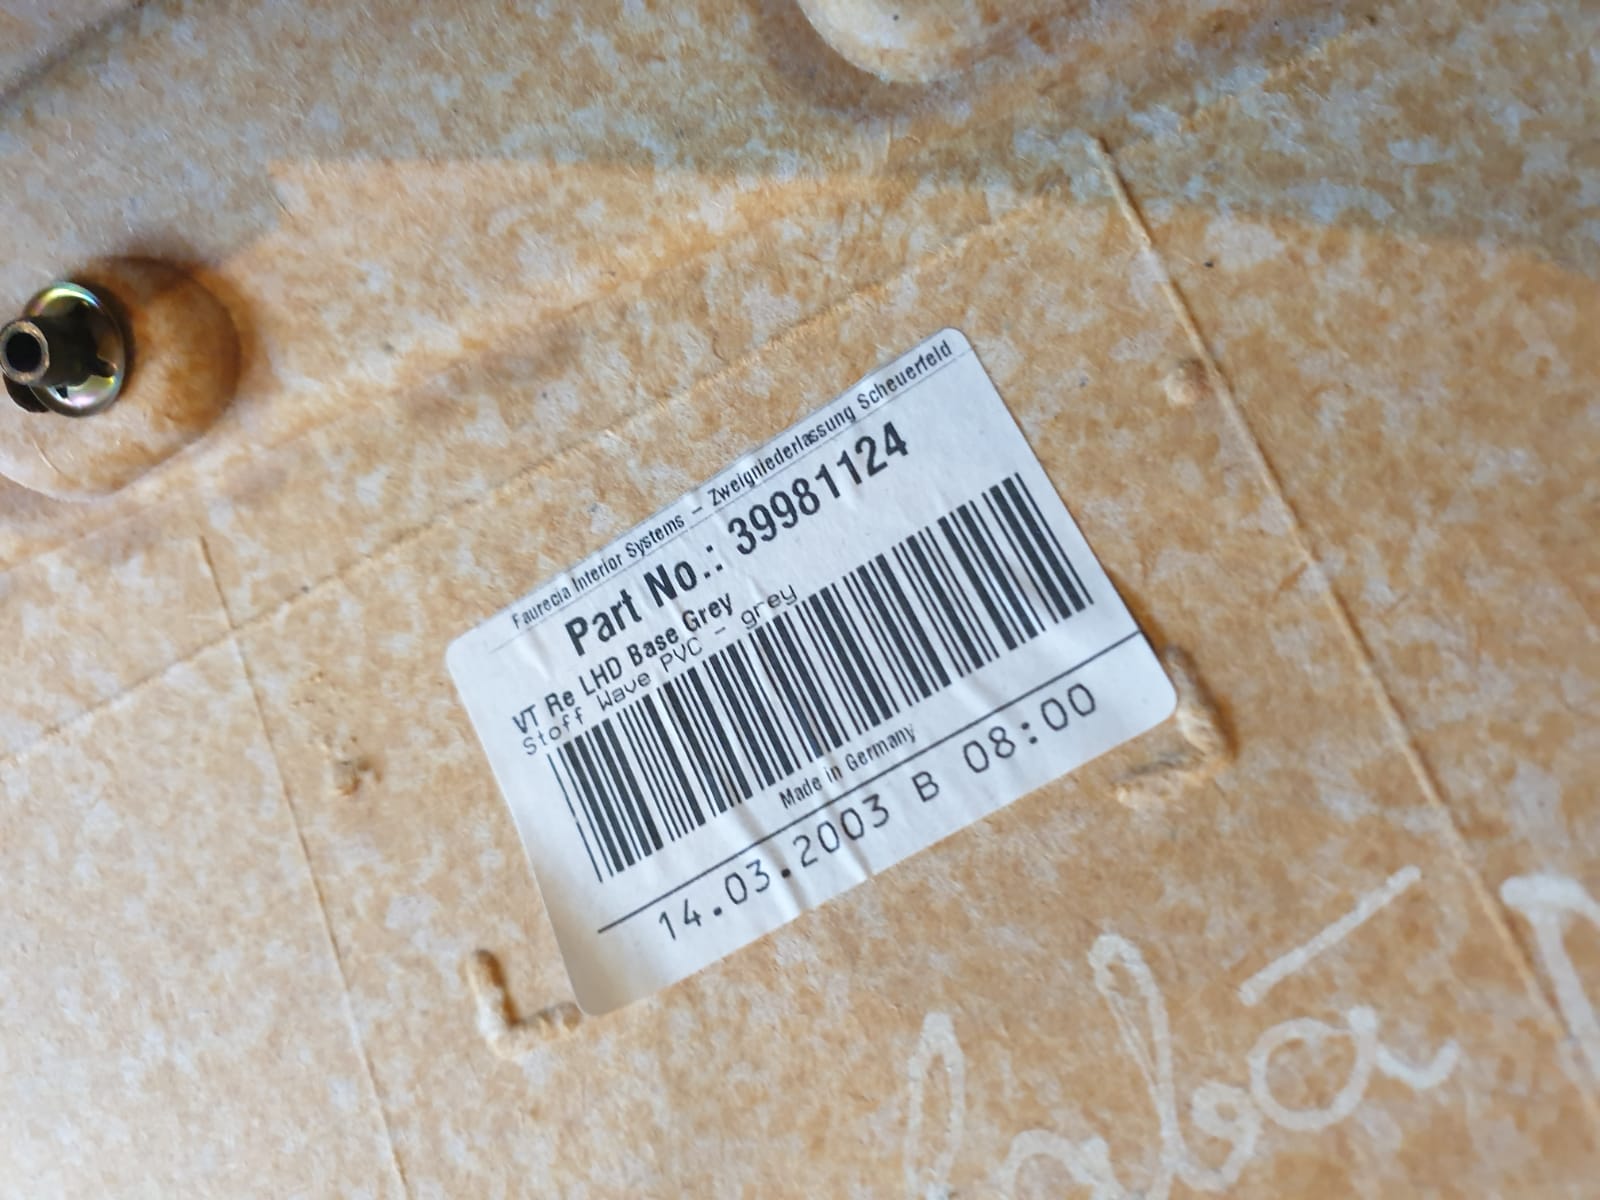 Faurecia Interior Systems - Zweigniederlassung Scheuerfeld
Part No.: 39981124
VT Re LHD Base Grey
Stoff Wave PVC - grey
Made in Germany
14.03.2003 B 08:00
labā